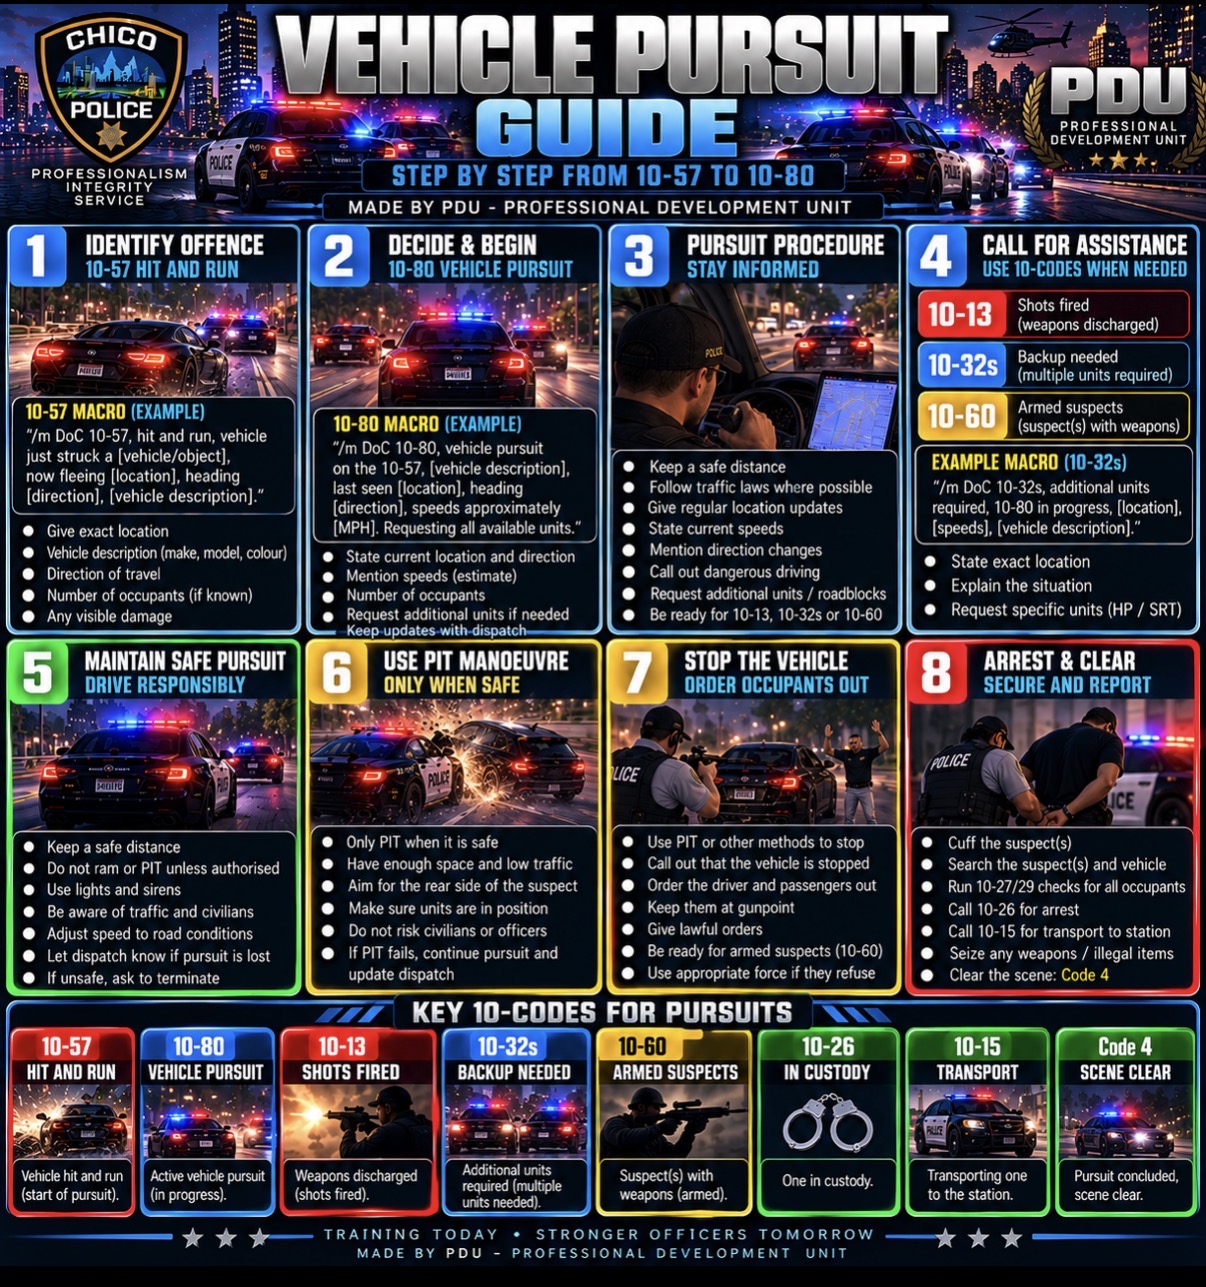 CHICO
POLICE
PROFESSIONALISM
INTEGRITY
SERVICE
VEHICLE PURSUIT
GUIDE
STEP BY STEP FROM 10-57 TO 10-80
MADE BY PDU - PROFESSIONAL DEVELOPMENT UNIT
PDU
PROFESSIONAL
DEVELOPMENT UNIT
1 IDENTIFY OFFENCE
10-57 HIT AND RUN
10-57 MACRO (EXAMPLE)
"/m DoC 10-57, hit and run, vehicle
just struck a [vehicle/object],
now fleeing [location], heading
[direction], [vehicle description]."
Give exact location
Vehicle description (make, model, colour)
Direction of travel
Number of occupants (if known)
Any visible damage
2 DECIDE & BEGIN
10-80 VEHICLE PURSUIT
10-80 MACRO (EXAMPLE)
"/m DoC 10-80, vehicle pursuit
on the 10-57, [vehicle description],
last seen [location], heading
[direction], speeds approximately
[MPH]. Requesting all available units."
State current location and direction
Mention speeds (estimate)
Number of occupants
Request additional units if needed
Keep updates with dispatch
3 PURSUIT PROCEDURE
STAY INFORMED
POLICE
Keep a safe distance
Follow traffic laws where possible
Give regular location updates
State current speeds
Mention direction changes
Call out dangerous driving
Request additional units / roadblocks
Be ready for 10-13, 10-32s or 10-60
4 CALL FOR ASSISTANCE
USE 10-CODES WHEN NEEDED
10-13 Shots fired
(weapons discharged)
10-32s Backup needed
(multiple units required)
10-60 Armed suspects
(suspect(s) with weapons)
EXAMPLE MACRO (10-32s)
"/m DoC 10-32s, additional units
required, 10-80 in progress, [location],
[speeds], [vehicle description]."
State exact location
Explain the situation
Request specific units (HP / SRT)
5 MAINTAIN SAFE PURSUIT
DRIVE RESPONSIBLY
Keep a safe distance
Do not ram or PIT unless authorised
Use lights and sirens
Be aware of traffic and civilians
Adjust speed to road conditions
Let dispatch know if pursuit is lost
If unsafe, ask to terminate
6 USE PIT MANOEUVRE
ONLY WHEN SAFE
POLICE
Only PIT when it is safe
Have enough space and low traffic
Aim for the rear side of the suspect
Make sure units are in position
Do not risk civilians or officers
If PIT fails, continue pursuit and
update dispatch
7 STOP THE VEHICLE
ORDER OCCUPANTS OUT
LICE
Use PIT or other methods to stop
Call out that the vehicle is stopped
Order the driver and passengers out
Keep them at gunpoint
Give lawful orders
Be ready for armed suspects (10-60)
Use appropriate force if they refuse
8 ARREST & CLEAR
SECURE AND REPORT
POLICE
ICE
Cuff the suspect(s)
Search the suspect(s) and vehicle
Run 10-27/29 checks for all occupants
Call 10-26 for arrest
Call 10-15 for transport to station
Seize any weapons / illegal items
Clear the scene: Code 4
KEY 10-CODES FOR PURSUITS
10-57
HIT AND RUN
Vehicle hit and run
(start of pursuit).
10-80
VEHICLE PURSUIT
Active vehicle pursuit
(in progress).
10-13
SHOTS FIRED
Weapons discharged
(shots fired).
10-32s
BACKUP NEEDED
Additional units
required (multiple
units needed).
10-60
ARMED SUSPECTS
Suspect(s) with
weapons (armed).
10-26
IN CUSTODY
One in custody.
10-15
TRANSPORT
Transporting one
to the station.
Code 4
SCENE CLEAR
Pursuit concluded,
scene clear.
TRAINING TODAY • STRONGER OFFICERS TOMORROW
MADE BY PDU - PROFESSIONAL DEVELOPMENT UNIT